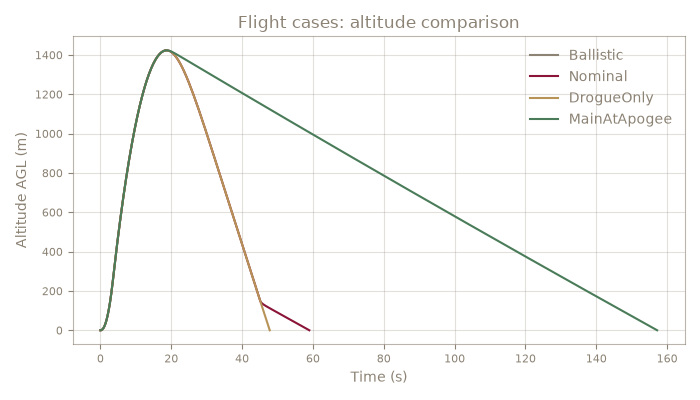 Flight cases: altitude comparison
Altitude AGL (m)
1400
1200
1000
800
600
400
200
0
Ballistic
Nominal
DrogueOnly
MainAtApogee
0 20 40 60 80 100 120 140 160
Time (s)